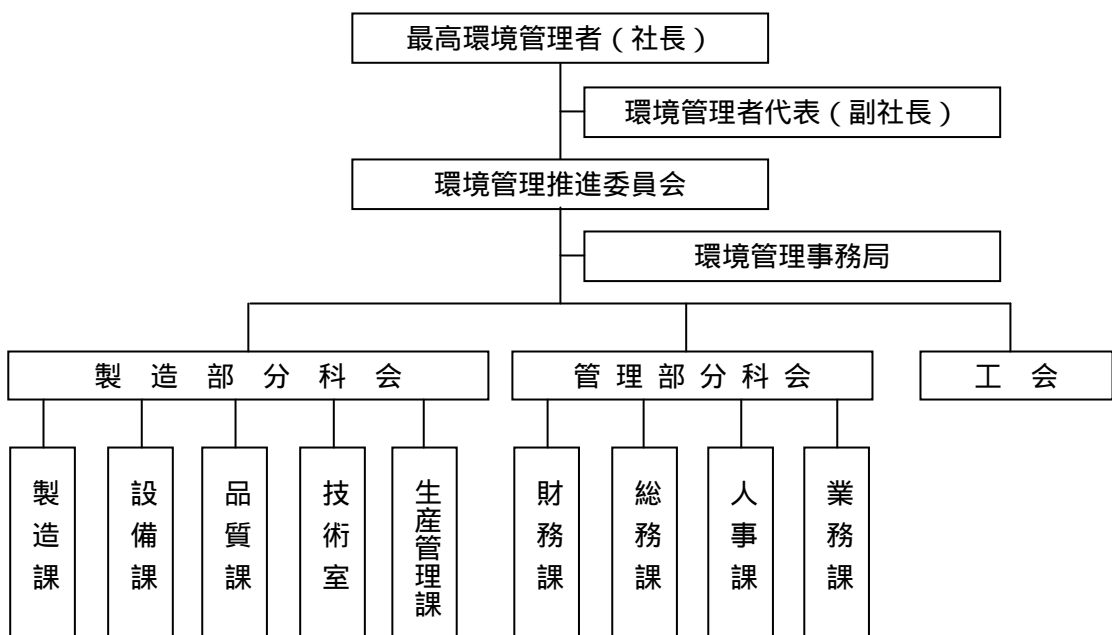 最高環境管理者（社長）
環境管理者代表（副社長）
環境管理推進委員会
環境管理事務局
製造部分科会
管理部分科会
工会
製造課
設備課
品質課
技術室
生産管理課
財務課
総務課
人事課
業務課